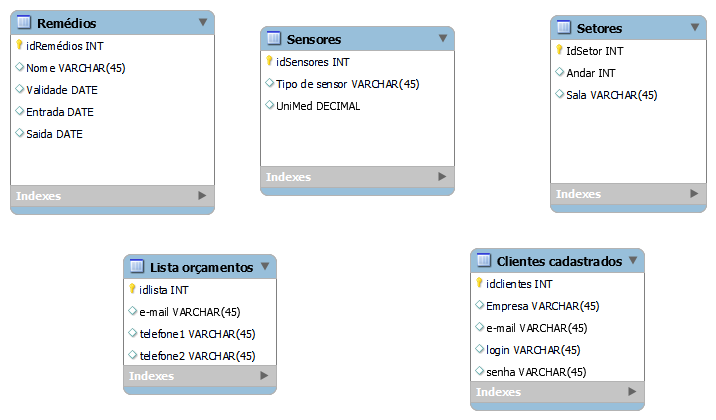 Remédios
idRemédios INT
Nome VARCHAR(45)
Validade DATE
Entrada DATE
Saida DATE
Indexes
Sensores
idSensores INT
Tipo de sensor VARCHAR(45)
UniMed DECIMAL
Indexes
Setores
IdSetor INT
Andar INT
Sala VARCHAR(45)
Indexes
Lista orçamentos
idlista INT
e-mail VARCHAR(45)
telefone1 VARCHAR(45)
telefone2 VARCHAR(45)
Indexes
Clientes cadastrados
idclientes INT
Empresa VARCHAR(45)
e-mail VARCHAR(45)
login VARCHAR(45)
senha VARCHAR(45)
Indexes